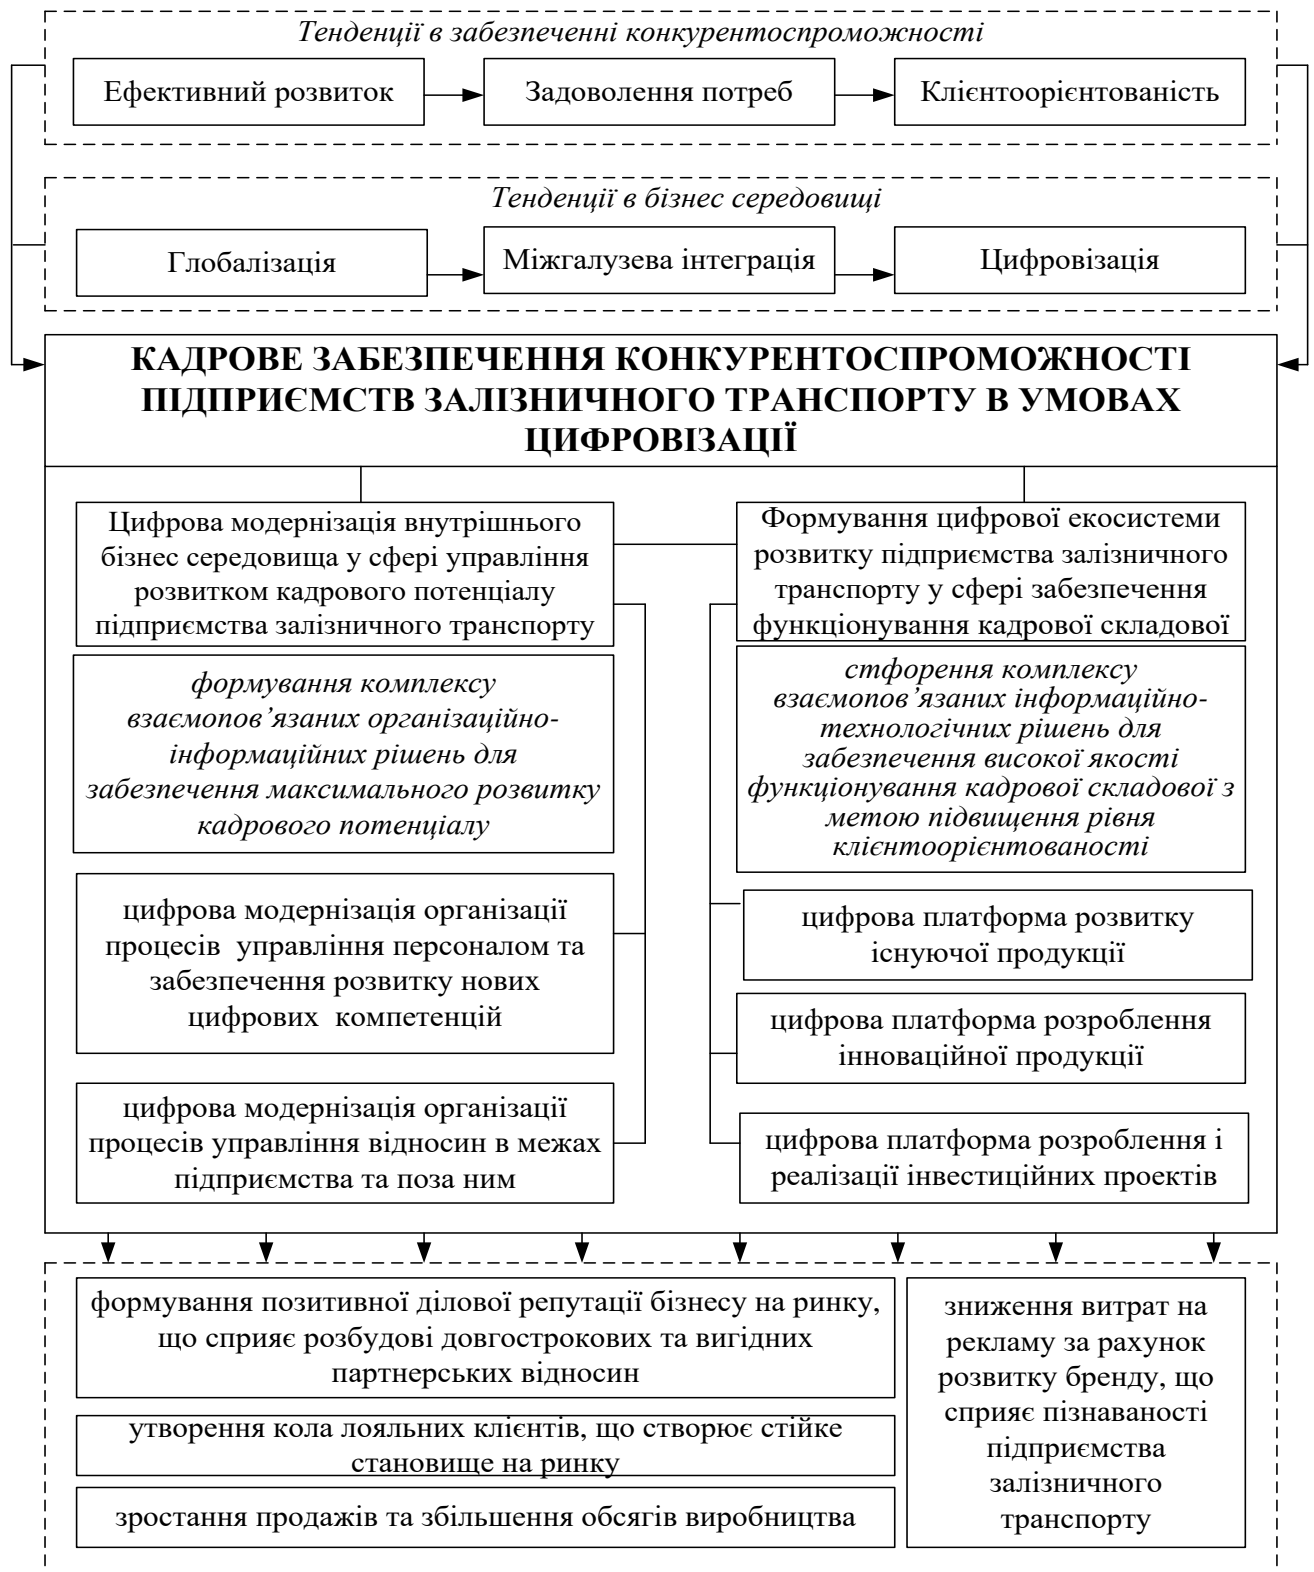 Тенденції в забезпеченні конкурентоспроможності
Ефективний розвиток
Задоволення потреб
Клієнтоорієнтованість
Тенденції в бізнес середовищі
Глобалізація
Міжгалузева інтеграція
Цифровізація
КАДРОВЕ ЗАБЕЗПЕЧЕННЯ КОНКУРЕНТОСПРОМОЖНОСТІ
ПІДПРИЄМСТВ ЗАЛІЗНИЧНОГО ТРАНСПОРТУ В УМОВАХ
ЦИФРОВІЗАЦІЇ
Цифрова модернізація внутрішнього
бізнес середовища у сфері управління
розвитком кадрового потенціалу
підприємства залізничного транспорту
формування комплексу
взаємопов’язаних організаційно-
інформаційних рішень для
забезпечення максимального розвитку
кадрового потенціалу
цифрова модернізація організації
процесів  управління персоналом та
забезпечення розвитку нових
цифрових  компетенцій
цифрова модернізація організації
процесів управління відносин в межах
підприємства та поза ним
Формування цифрової екосистеми
розвитку підприємства залізничного
транспорту у сфері забезпечення
функціонування кадрової складової
стфорення комплексу
взаємопов’язаних інформаційно-
технологічних рішень для
забезпечення високої якості
функціонування кадрової складової з
метою підвищення рівня
клієнтоорієнтованості
цифрова платформа розвитку
існуючої продукції
цифрова платформа розроблення
інноваційної продукції
цифрова платформа розроблення і
реалізації інвестиційних проектів
формування позитивної ділової репутації бізнесу на ринку,
що сприяє розбудові довгострокових та вигідних
партнерських відносин
утворення кола лояльних клієнтів, що створює стійке
становище на ринку
зростання продажів та збільшення обсягів виробництва
зниження витрат на
рекламу за рахунок
розвитку бренду, що
сприяє пізнаваності
підприємства
залізничного
транспорту